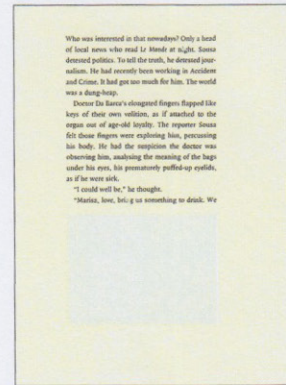 Who was interested in that nowadays? Only a head
of local news who read Le Monde at night. Sousa
detested politics. To tell the truth, he detested jour-
nalism. He had recently been working in Accident
and Crime. It had got too much for him. The world
was a dung-heap.
Doctor Da Barca's elongated fingers flapped like
keys of their own volition, as if attached to the
organ out of age-old loyalty. The reporter Sousa
felt those fingers were exploring him, percussing
his body. He had the suspicion the doctor was
observing him, analysing the meaning of the bags
under his eyes, his prematurely puffed-up eyelids,
as if he were sick.
"I could well be," he thought.
"Marisa, love, bring us something to drink. We